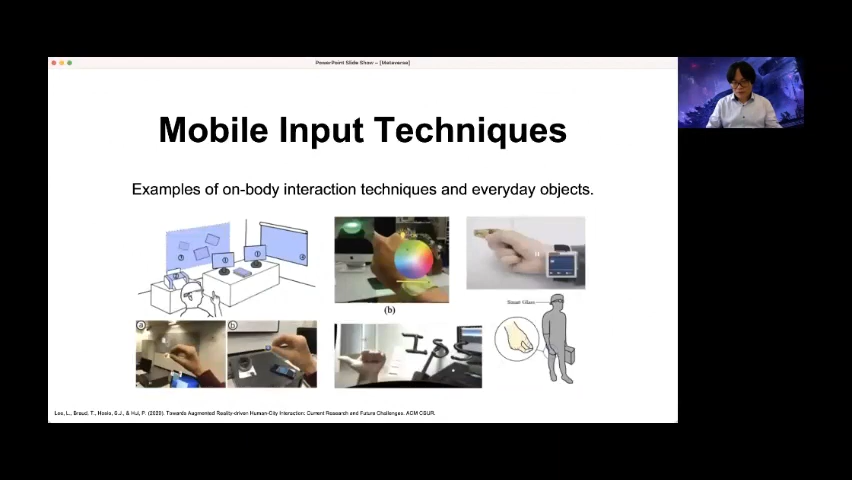 PowerPoint Slide Show – [Metaverse]
Mobile Input Techniques
Examples of on-body interaction techniques and everyday objects.
(b)
Smart Glass
a
b
ISS
Lee, L., Braud, T., Hosio, S.J., & Hui, P. (2020). Towards Augmented Reality-driven Human-City Interaction: Current Research and Future Challenges. ACM CSUR.